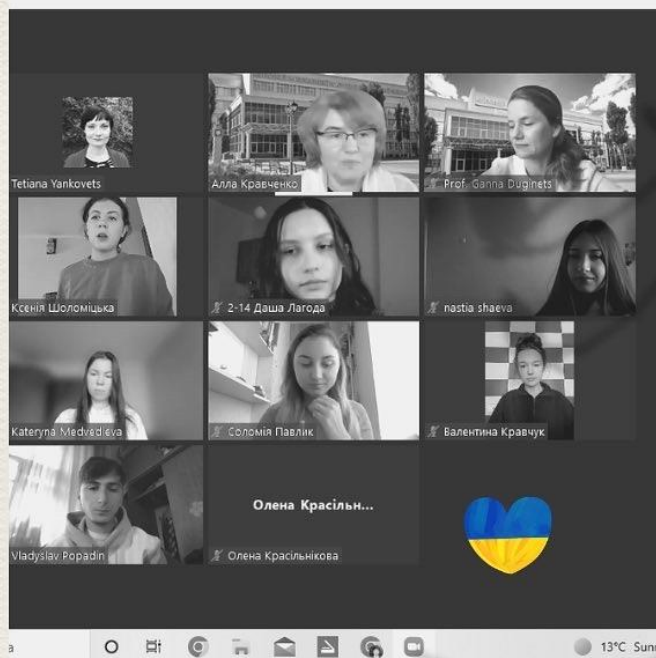 Tetiana Yankovets
Алла Кравченко
Prof. Ganna Duginets
Ксенія Шоломіцька
2-14 Даша Лагода
nastia shaeva
Kateryna Medvedieva
Соломія Павлик
Валентина Кравчук
Vladyslav Popadin
Олена Красільн...
Олена Красільнікова
13°C